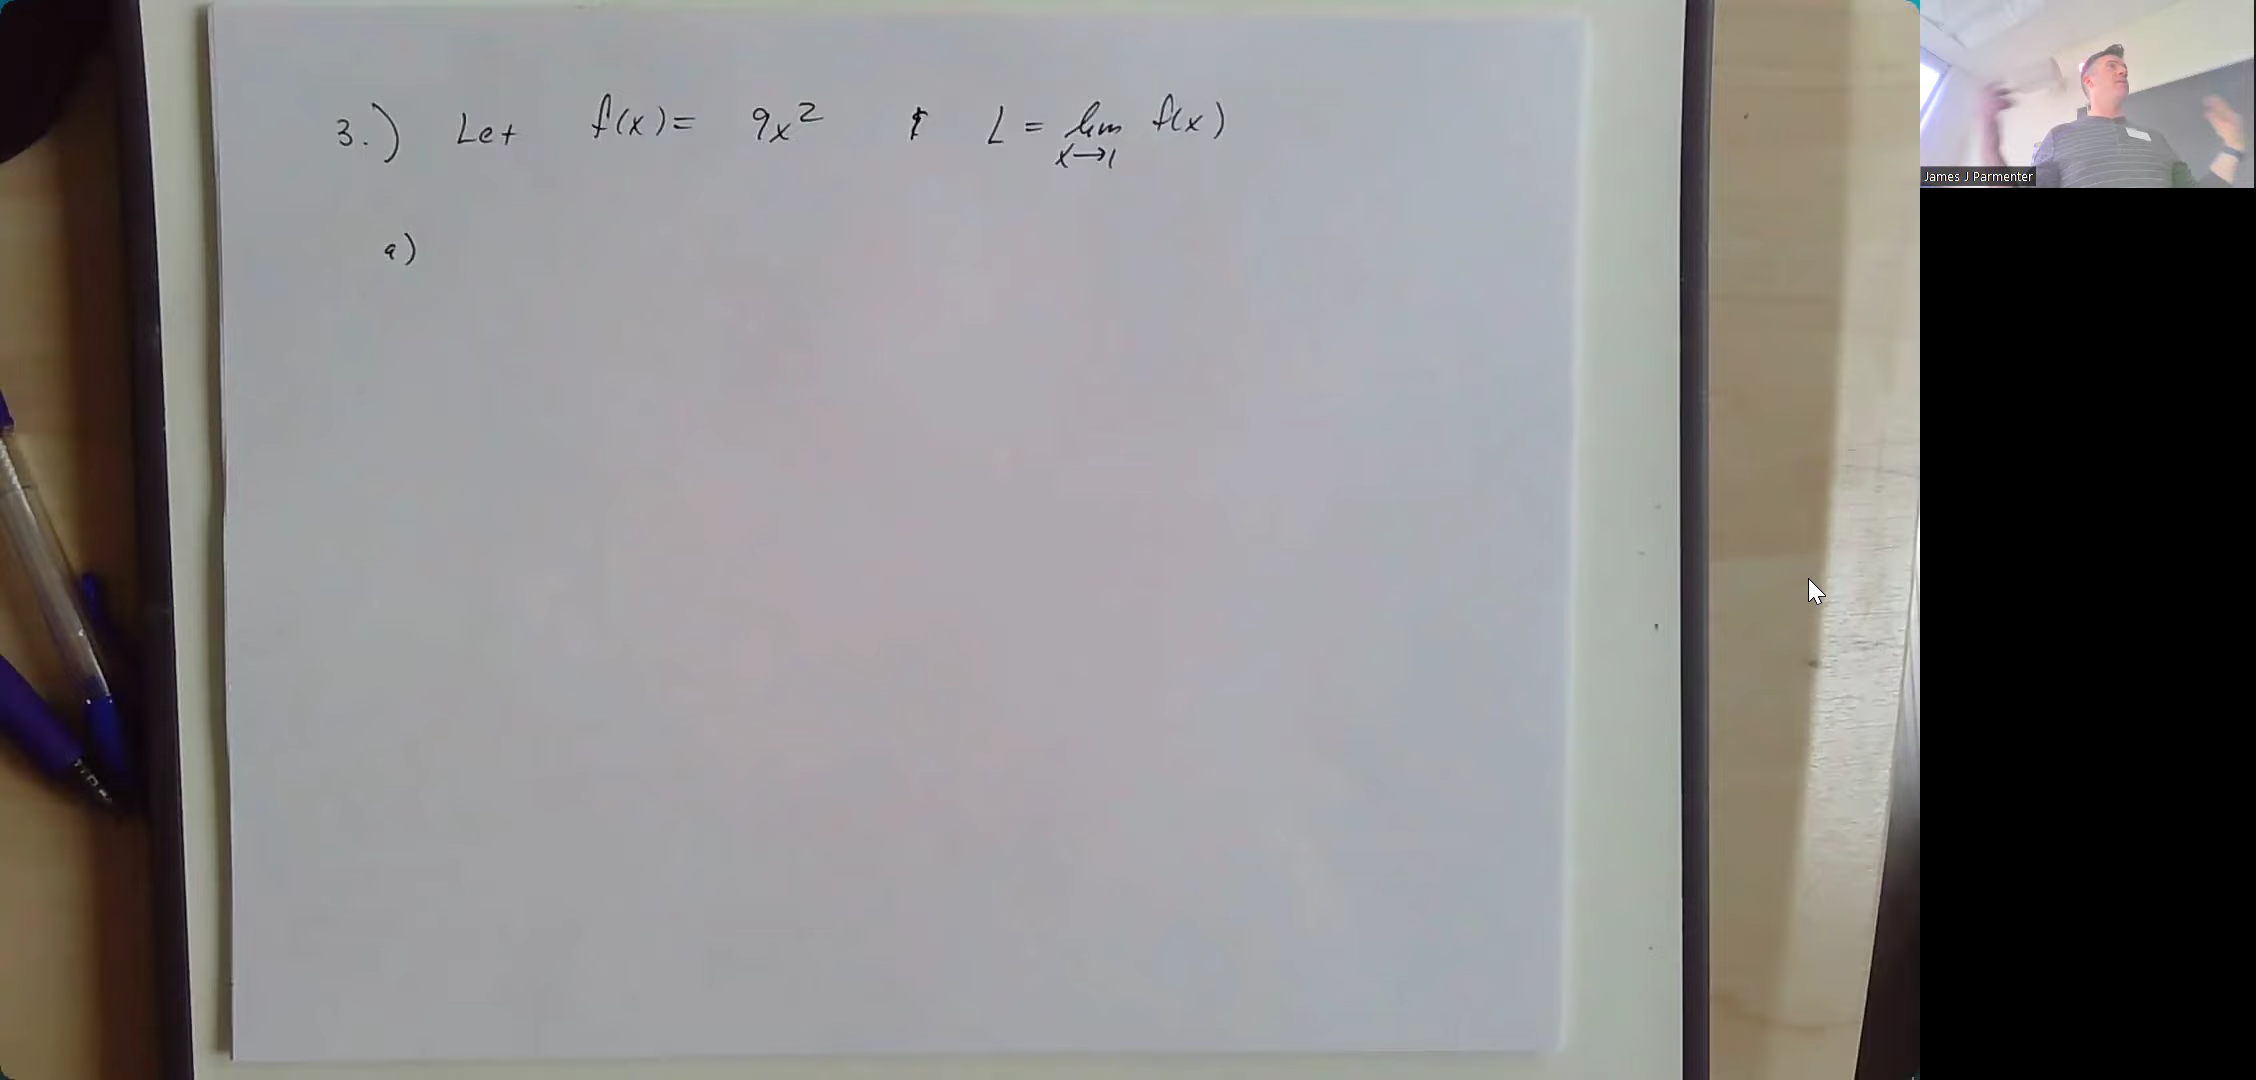 3.) Let f(x) = 9x² & L = lim x→1 f(x)
a)
James J Parmenter